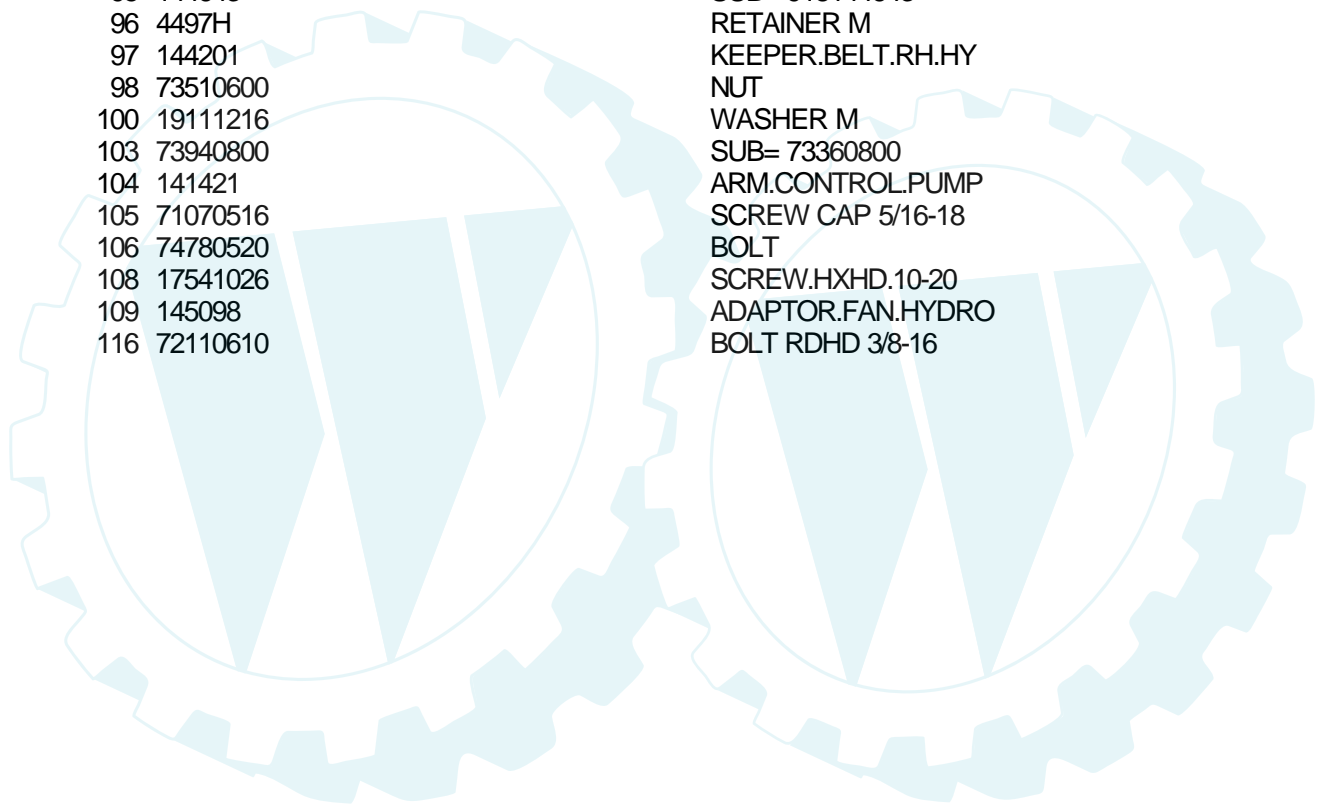 96 4497H RETAINER M
97 144201 KEEPER.BELT.RH.HY
98 73510600 NUT
100 19111216 WASHER M
103 73940800 SUB= 73360800
104 141421 ARM.CONTROL.PUMP
105 71070516 SCREW CAP 5/16-18
106 74780520 BOLT
108 17541026 SCREW.HXHD.10-20
109 145098 ADAPTOR.FAN.HYDRO
116 72110610 BOLT RDHD 3/8-16